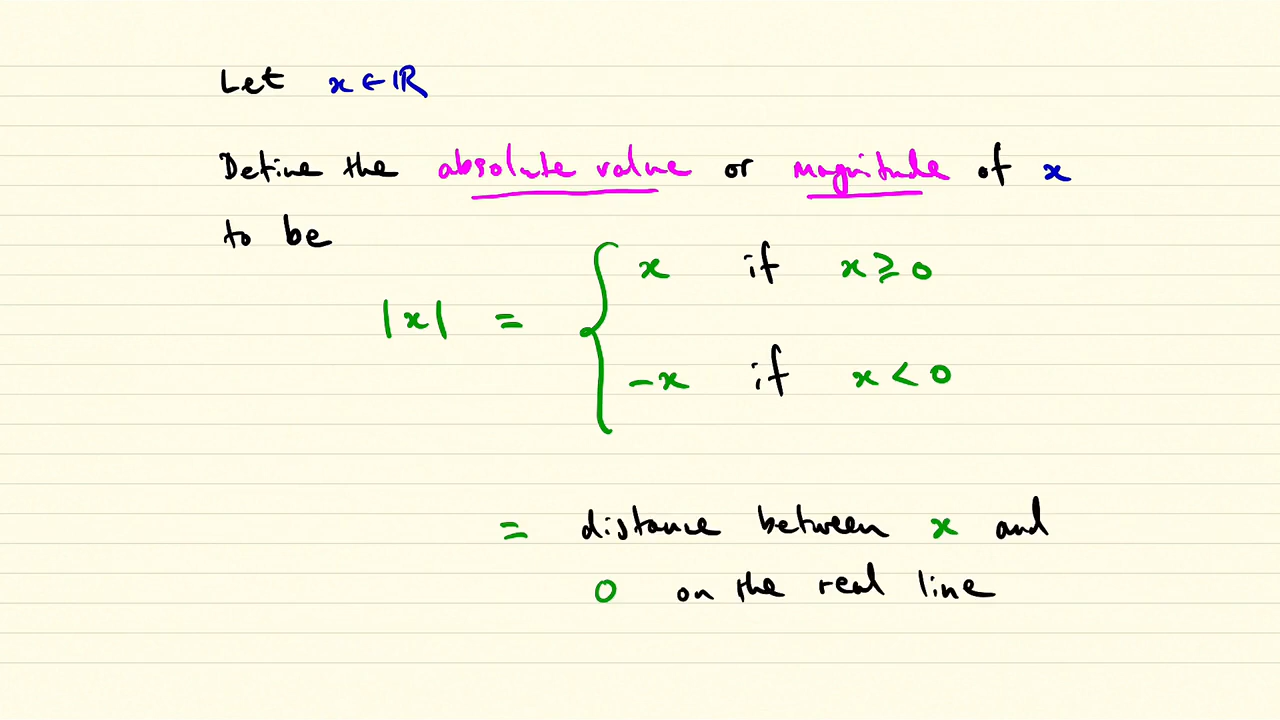 Let x ∈ ℝ
Define the absolute value or magnitude of x
to be
|x| = { x if x ⩾ 0
-x if x < 0
= distance between x and
0 on the real line